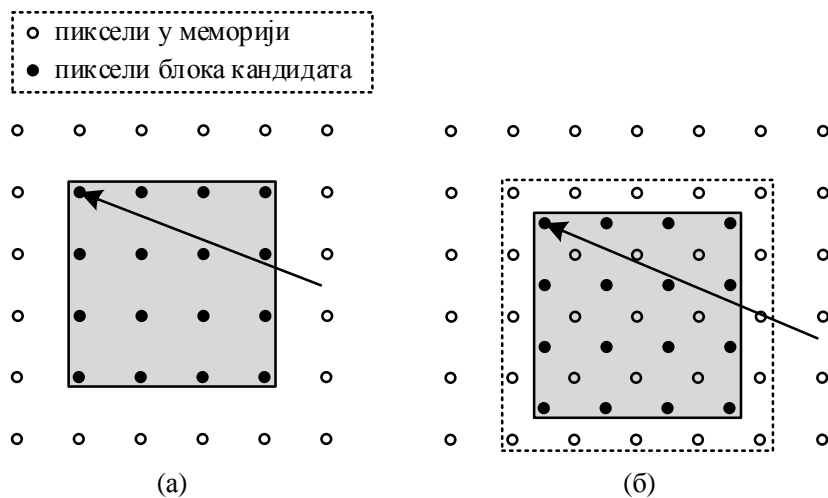 пиксели у меморији
пиксели блока кандидата
(а)
(б)